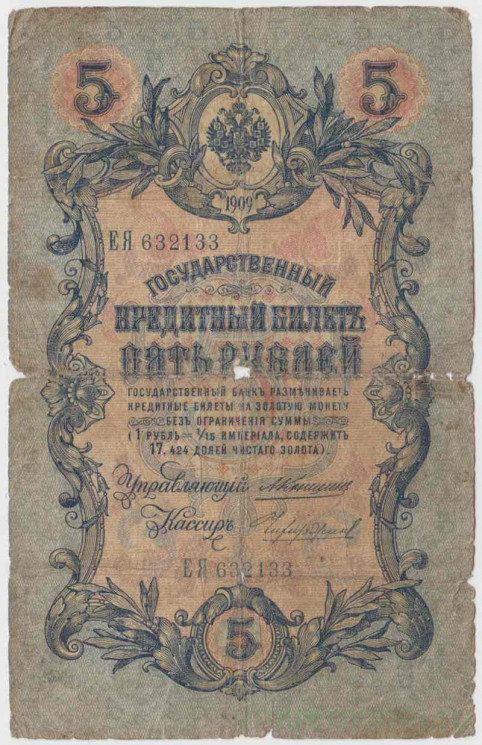 5 5
1909
ЕЯ 632133
ГОСУДАРСТВЕННЫЙ
КРЕДИТНЫЙ БИЛЕТЪ
ПЯТЬ РУБЛЕЙ
ГОСУДАРСТВЕННЫЙ БАНКЪ РАЗМѢНИВАЕТЪ
КРЕДИТНЫЕ БИЛЕТЫ НА ЗОЛОТУЮ МОНЕТУ
БЕЗЪ ОГРАНИЧЕНІЯ СУММЫ
(1 РУБЛЬ = 1/15 ИМПЕРІАЛА, СОДЕРЖИТЪ
17,424 ДОЛЕЙ ЧИСТАГО ЗОЛОТА).
Управляющій
Кассиръ
ЕЯ 632133
5